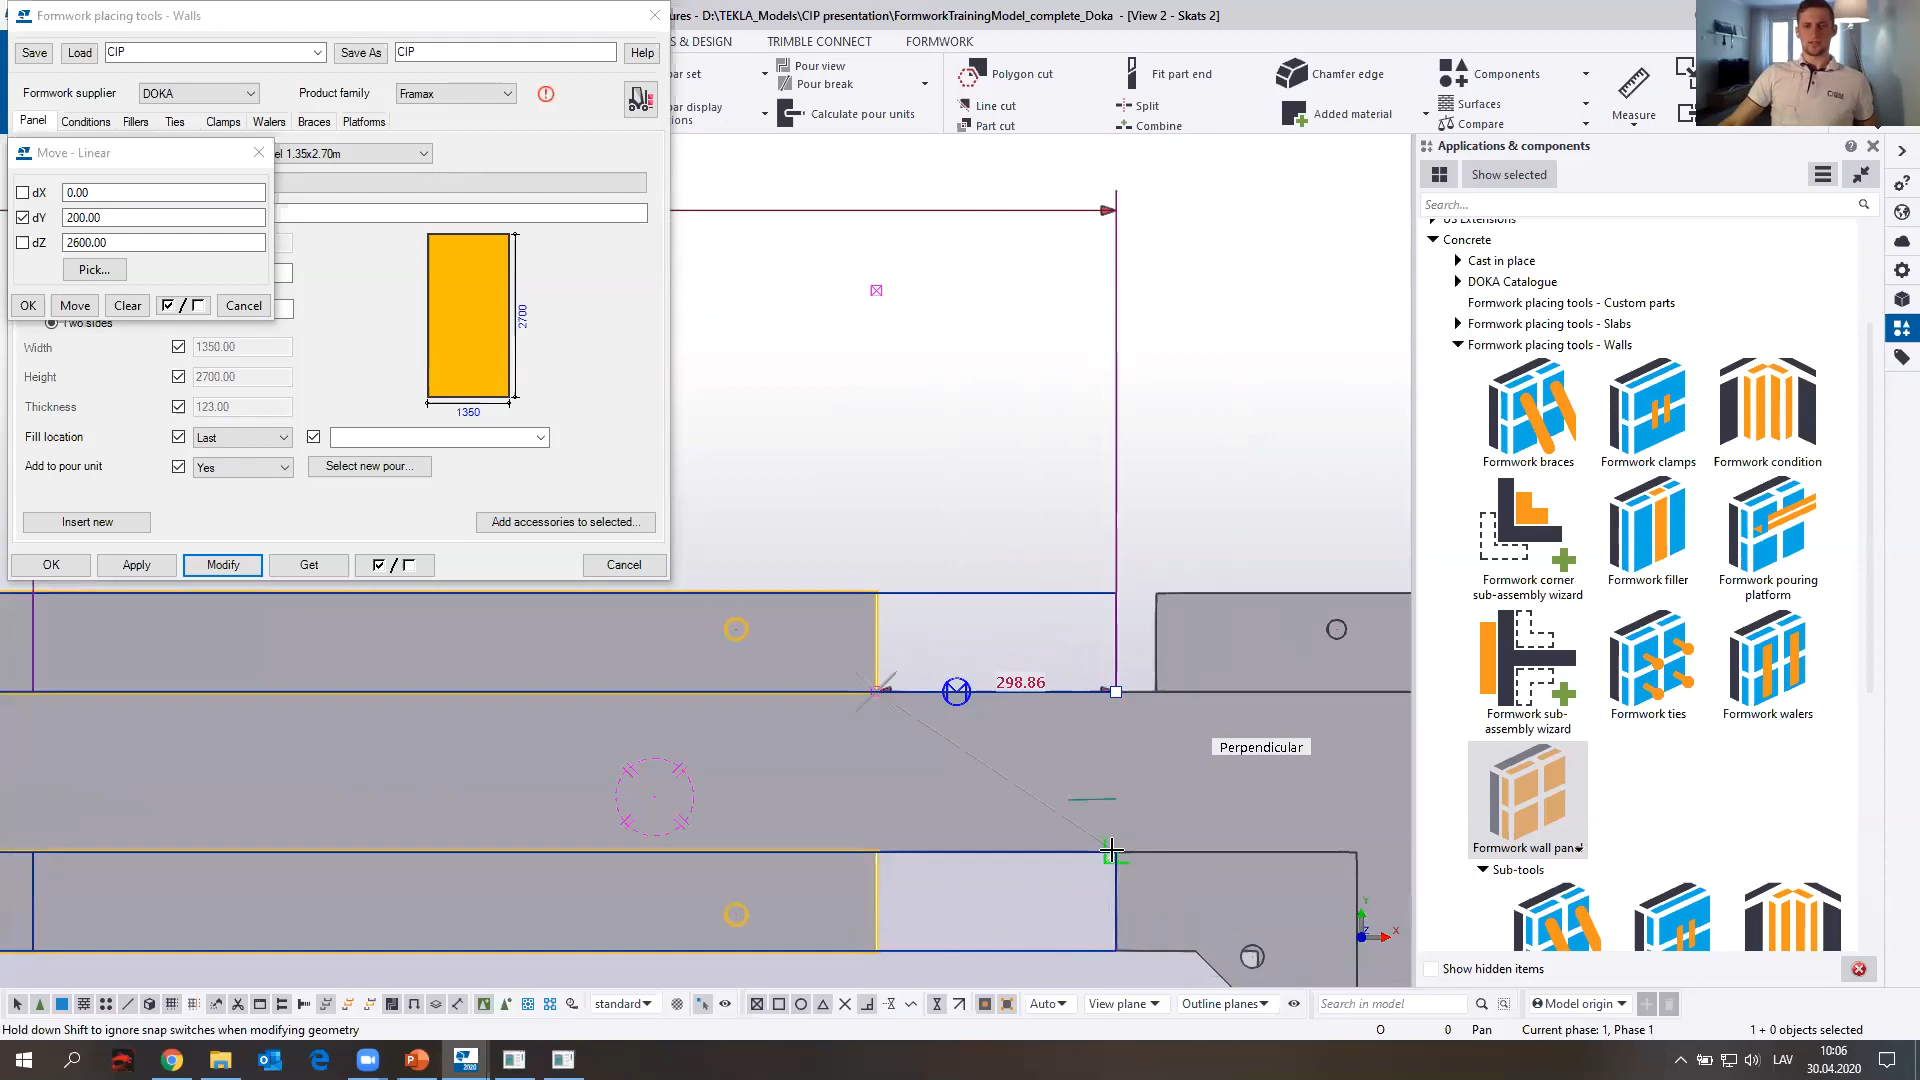 Formwork placing tools - Walls
ures - D:\TEKLA_Models\CIP presentation\FormworkTrainingModel_complete_Doka - [View 2 - Skats 2]
Save
Load
CIP
Save As
CIP
Help
S & DESIGN
TRIMBLE CONNECT
FORMWORK
Formwork supplier
DOKA
Product family
Framax
Panel
Conditions
Fillers
Ties
Clamps
Walers
Braces
Platforms
ar set
ar display
ons
Pour view
Pour break
Calculate pour units
Polygon cut
Line cut
Part cut
Fit part end
Split
Combine
Chamfer edge
Added material
Components
Surfaces
Compare
Measure
Move - Linear
el 1.35x2.70m
dX
0.00
dY
200.00
dZ
2600.00
Pick...
OK
Move
Clear
/
Cancel
Two sides
Width
1350.00
Height
2700.00
Thickness
123.00
Fill location
Last
Add to pour unit
Yes
Select new pour...
2700
1350
Insert new
Add accessories to selected...
OK
Apply
Modify
Get
/
Cancel
298.86
Perpendicular
Y
Z
X
Applications & components
Show selected
Search...
US Extensions
Concrete
Cast in place
DOKA Catalogue
Formwork placing tools - Custom parts
Formwork placing tools - Slabs
Formwork placing tools - Walls
Formwork braces
Formwork clamps
Formwork condition
Formwork corner
sub-assembly wizard
Formwork filler
Formwork pouring
platform
Formwork sub-
assembly wizard
Formwork ties
Formwork walers
Formwork wall panel
Sub-tools
Show hidden items
standard
Auto
View plane
Outline planes
Search in model
Model origin
Hold down Shift to ignore snap switches when modifying geometry
O
0
Pan
Current phase: 1, Phase 1
1 + 0 objects selected
2020
LAV
10:06
30.04.2020